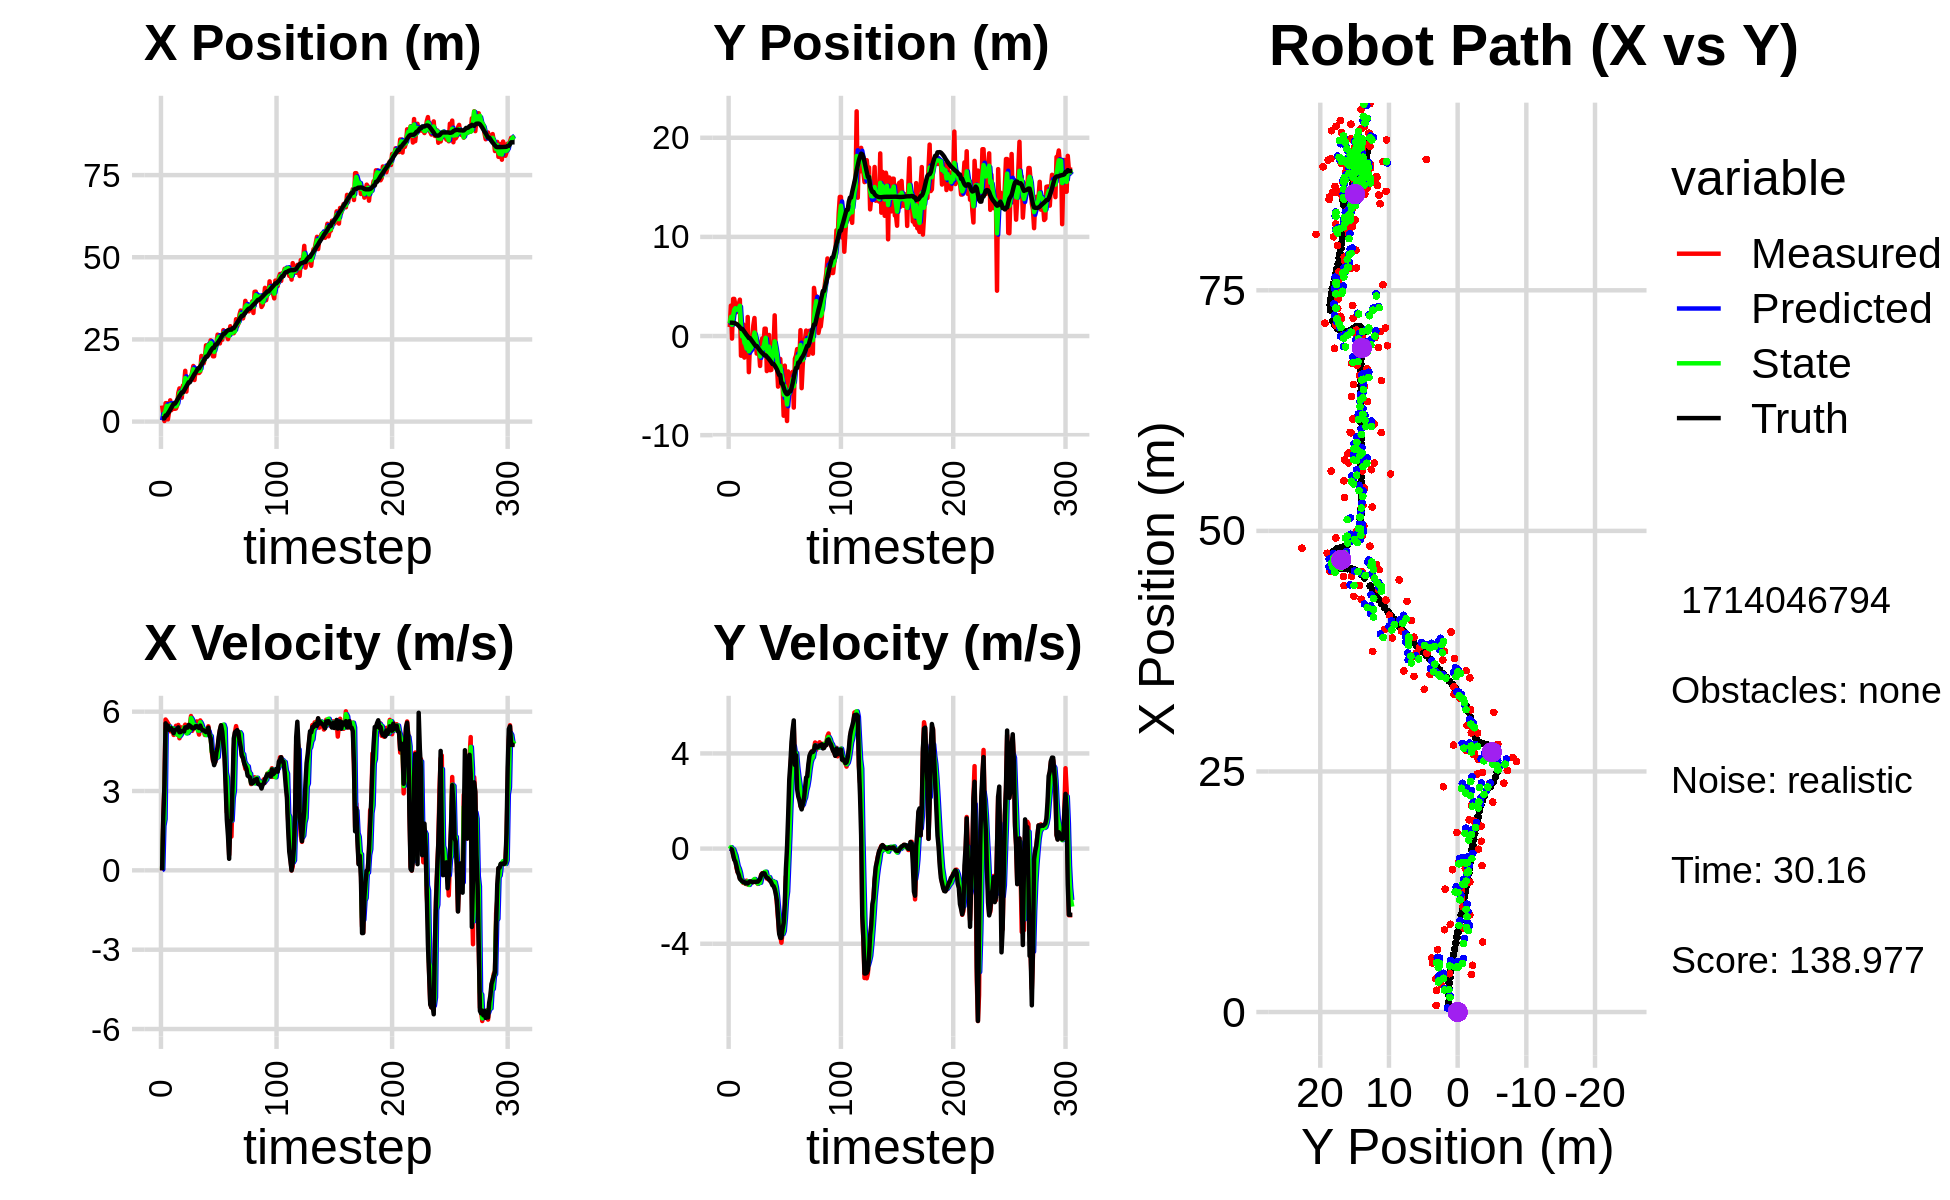 X Position (m)
75
50
25
0
0
100
200
300
timestep
Y Position (m)
20
10
0
-10
0
100
200
300
timestep
X Velocity (m/s)
6
3
0
-3
-6
0
100
200
300
timestep
Y Velocity (m/s)
4
0
-4
0
100
200
300
timestep
Robot Path (X vs Y)
X Position (m)
75
50
25
0
20
10
0
-10
-20
Y Position (m)
variable
Measured
Predicted
State
Truth
1714046794
Obstacles: none
Noise: realistic
Time: 30.16
Score: 138.977